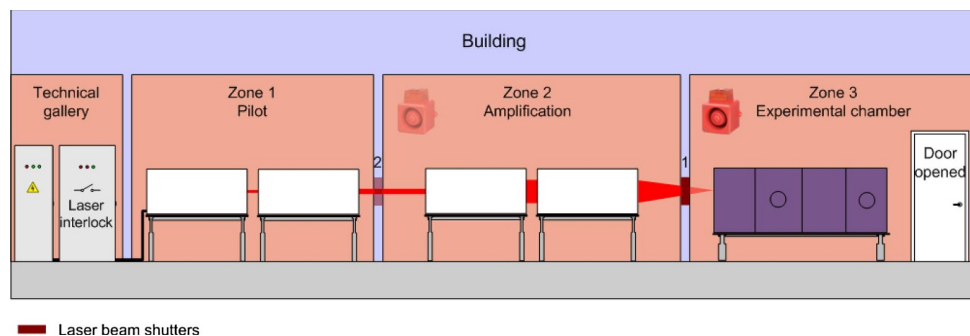 Building
Technical
gallery
Zone 1
Pilot
Zone 2
Amplification
Zone 3
Experimental chamber
2
1
Door
opened
Laser
interlock
Laser beam shutters